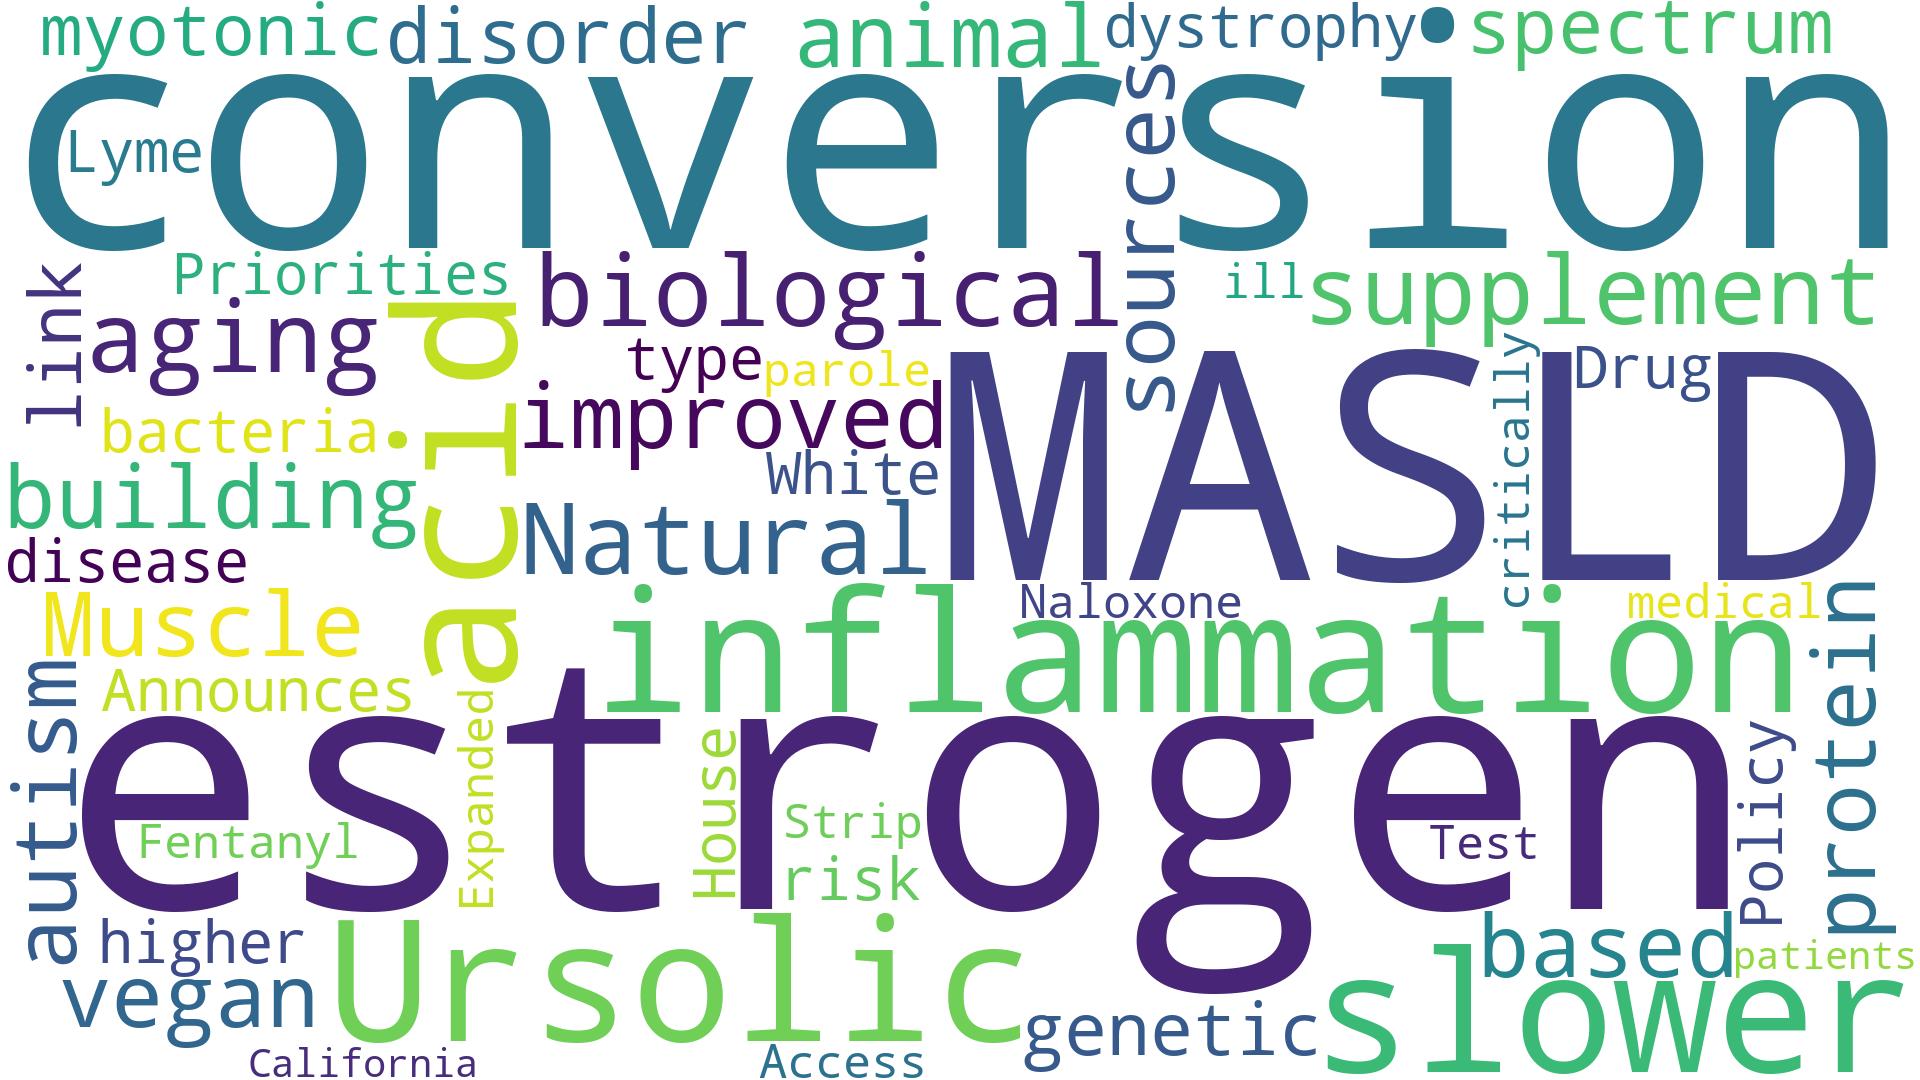 myotonic
disorder
animal
dystrophy
spectrum
conversion
Lyme
sources
link
Priorities
biological
ill
supplement
aging
acid
type
parole
improved
MASLD
critically
Drug
bacteria
White
building
Natural
disease
Muscle
inflammation
Naloxone
medical
protein
autism
Announces
estrogen
Expanded
House
Strip
Policy
Fentanyl
Test
risk
higher
Ursolic
based
patients
vegan
slower
genetic
California
Access